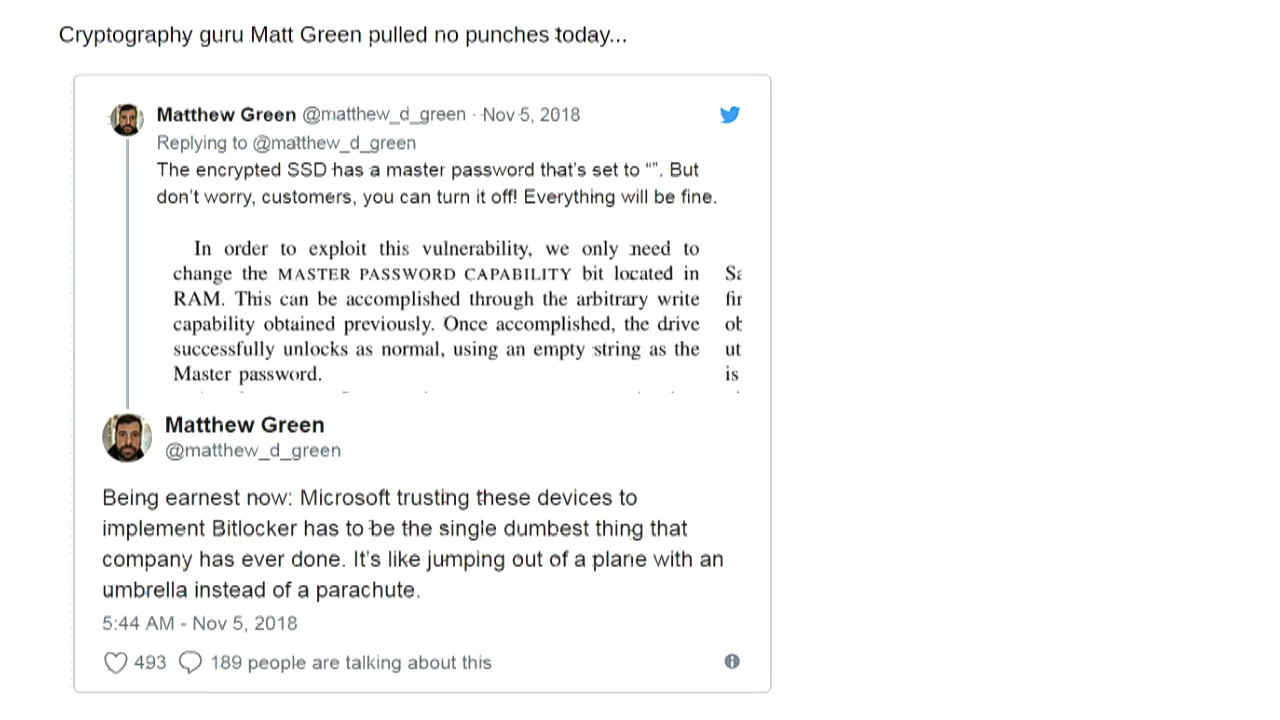 Cryptography guru Matt Green pulled no punches today...
Matthew Green @matthew_d_green · Nov 5, 2018
Replying to @matthew_d_green
The encrypted SSD has a master password that's set to “”. But
don't worry, customers, you can turn it off! Everything will be fine.
In order to exploit this vulnerability, we only need to
change the MASTER PASSWORD CAPABILITY bit located in
RAM. This can be accomplished through the arbitrary write
capability obtained previously. Once accomplished, the drive
successfully unlocks as normal, using an empty string as the
Master password.
Matthew Green
@matthew_d_green
Being earnest now: Microsoft trusting these devices to
implement Bitlocker has to be the single dumbest thing that
company has ever done. It's like jumping out of a plane with an
umbrella instead of a parachute.
5:44 AM - Nov 5, 2018
493 189 people are talking about this